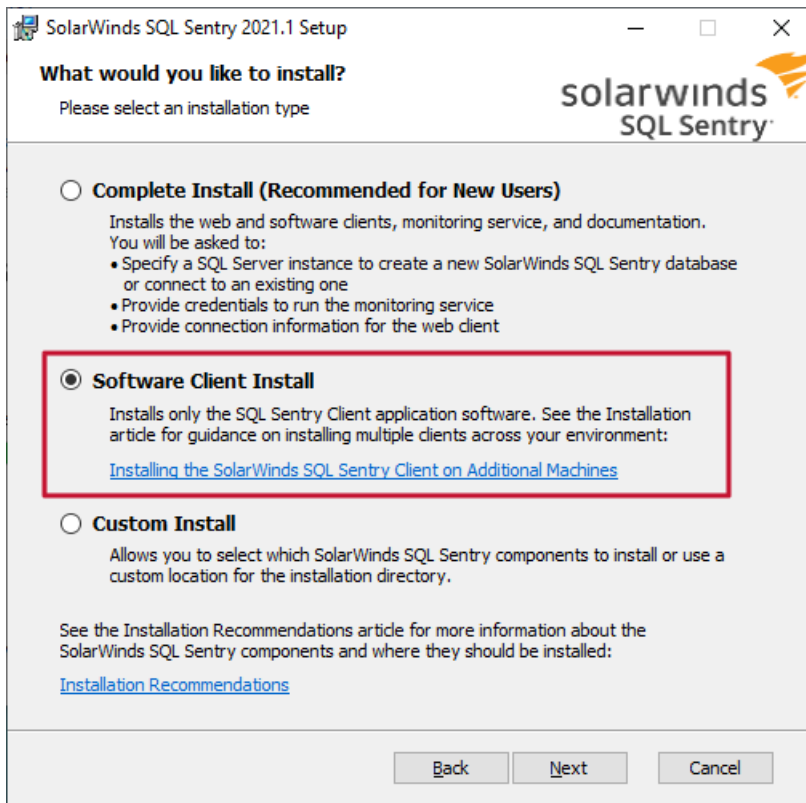 SolarWinds SQL Sentry 2021.1 Setup
What would you like to install?
Please select an installation type
solarwinds
SQL Sentry
Complete Install (Recommended for New Users)
Installs the web and software clients, monitoring service, and documentation.
You will be asked to:
• Specify a SQL Server instance to create a new SolarWinds SQL Sentry database
or connect to an existing one
• Provide credentials to run the monitoring service
• Provide connection information for the web client
Software Client Install
Installs only the SQL Sentry Client application software. See the Installation
article for guidance on installing multiple clients across your environment:
Installing the SolarWinds SQL Sentry Client on Additional Machines
Custom Install
Allows you to select which SolarWinds SQL Sentry components to install or use a
custom location for the installation directory.
See the Installation Recommendations article for more information about the
SolarWinds SQL Sentry components and where they should be installed:
Installation Recommendations
Back Next Cancel